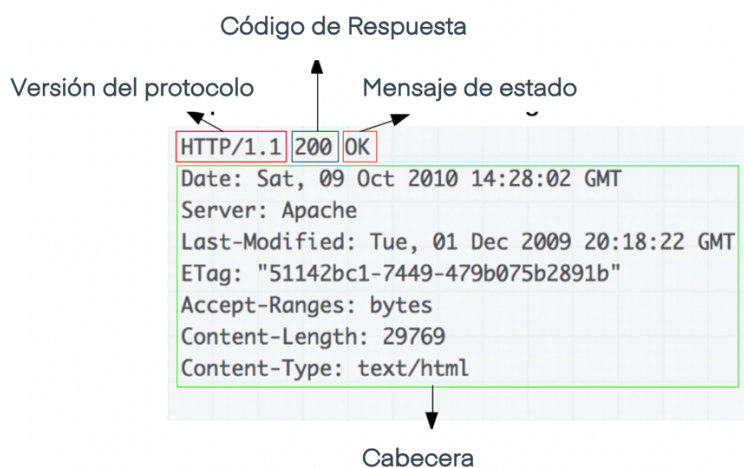 Código de Respuesta
Versión del protocolo
Mensaje de estado
HTTP/1.1 200 OK
Date: Sat, 09 Oct 2010 14:28:02 GMT
Server: Apache
Last-Modified: Tue, 01 Dec 2009 20:18:22 GMT
ETag: "51142bc1-7449-479b075b2891b"
Accept-Ranges: bytes
Content-Length: 29769
Content-Type: text/html
Cabecera